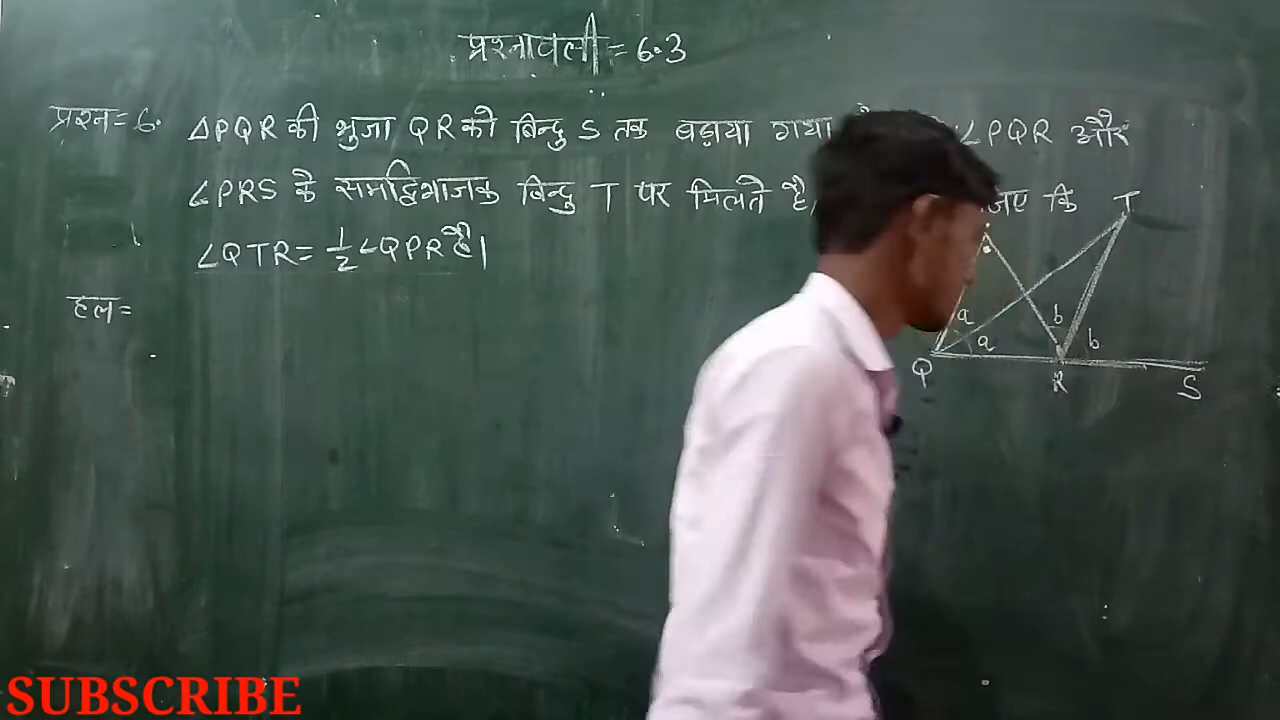 प्रश्नावली = 6.3
प्रश्न = 6. ΔPQR की भुजा QR को बिन्दु S तक बढ़ाया गया ∠PQR और
∠PRS के समद्विभाजक बिन्दु T पर मिलते है, कि
∠QTR = 1/2 ∠QPR है।
हल =
T
a
b
a
b
Q
R
S
SUBSCRIBE